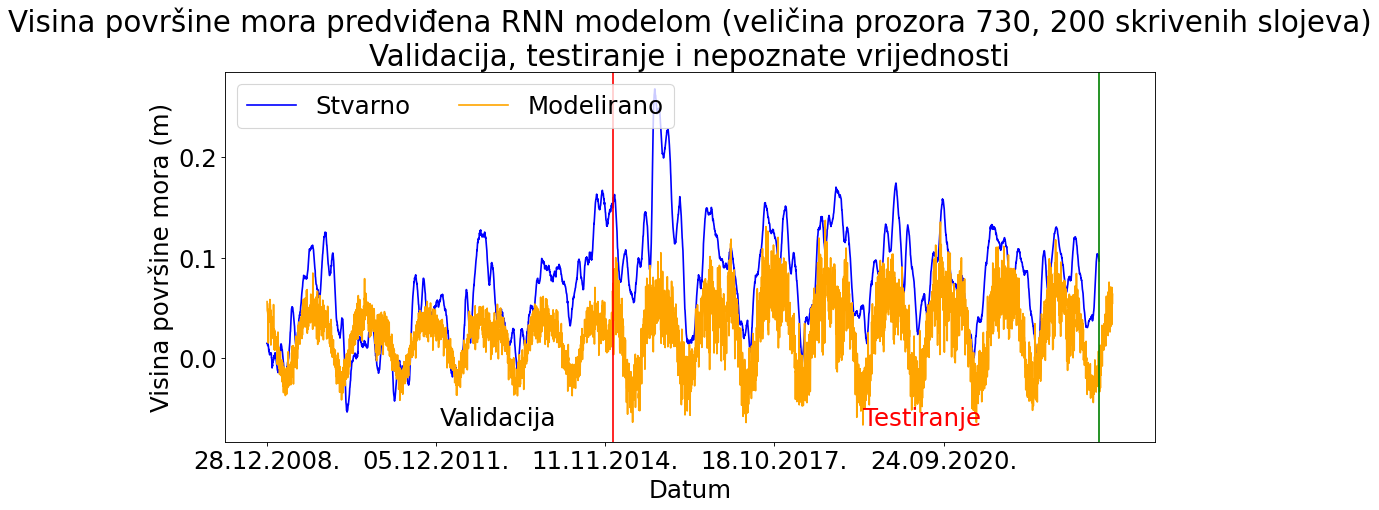 Visina površine mora predviđena RNN modelom (veličina prozora 730, 200 skrivenih slojeva)
Validacija, testiranje i nepoznate vrijednosti
Stvarno Modelirano
Visina površine mora (m)
0.2
0.1
0.0
Validacija Testiranje
28.12.2008. 05.12.2011. 11.11.2014. 18.10.2017. 24.09.2020.
Datum